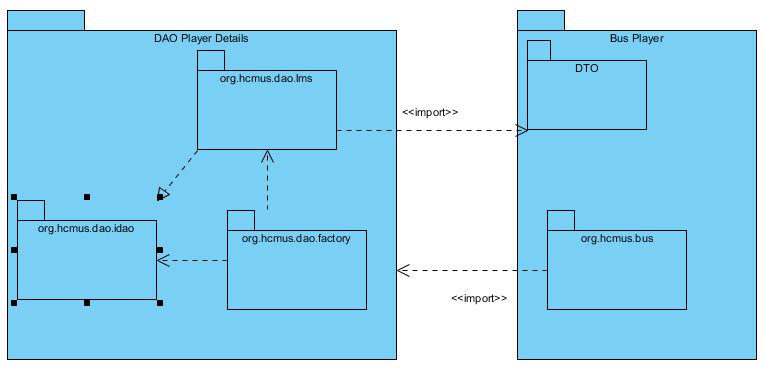 DAO Player Details
Bus Player
org.hcmus.dao.lms
DTO
<<import>>
org.hcmus.dao.idao
org.hcmus.dao.factory
org.hcmus.bus
<<import>>